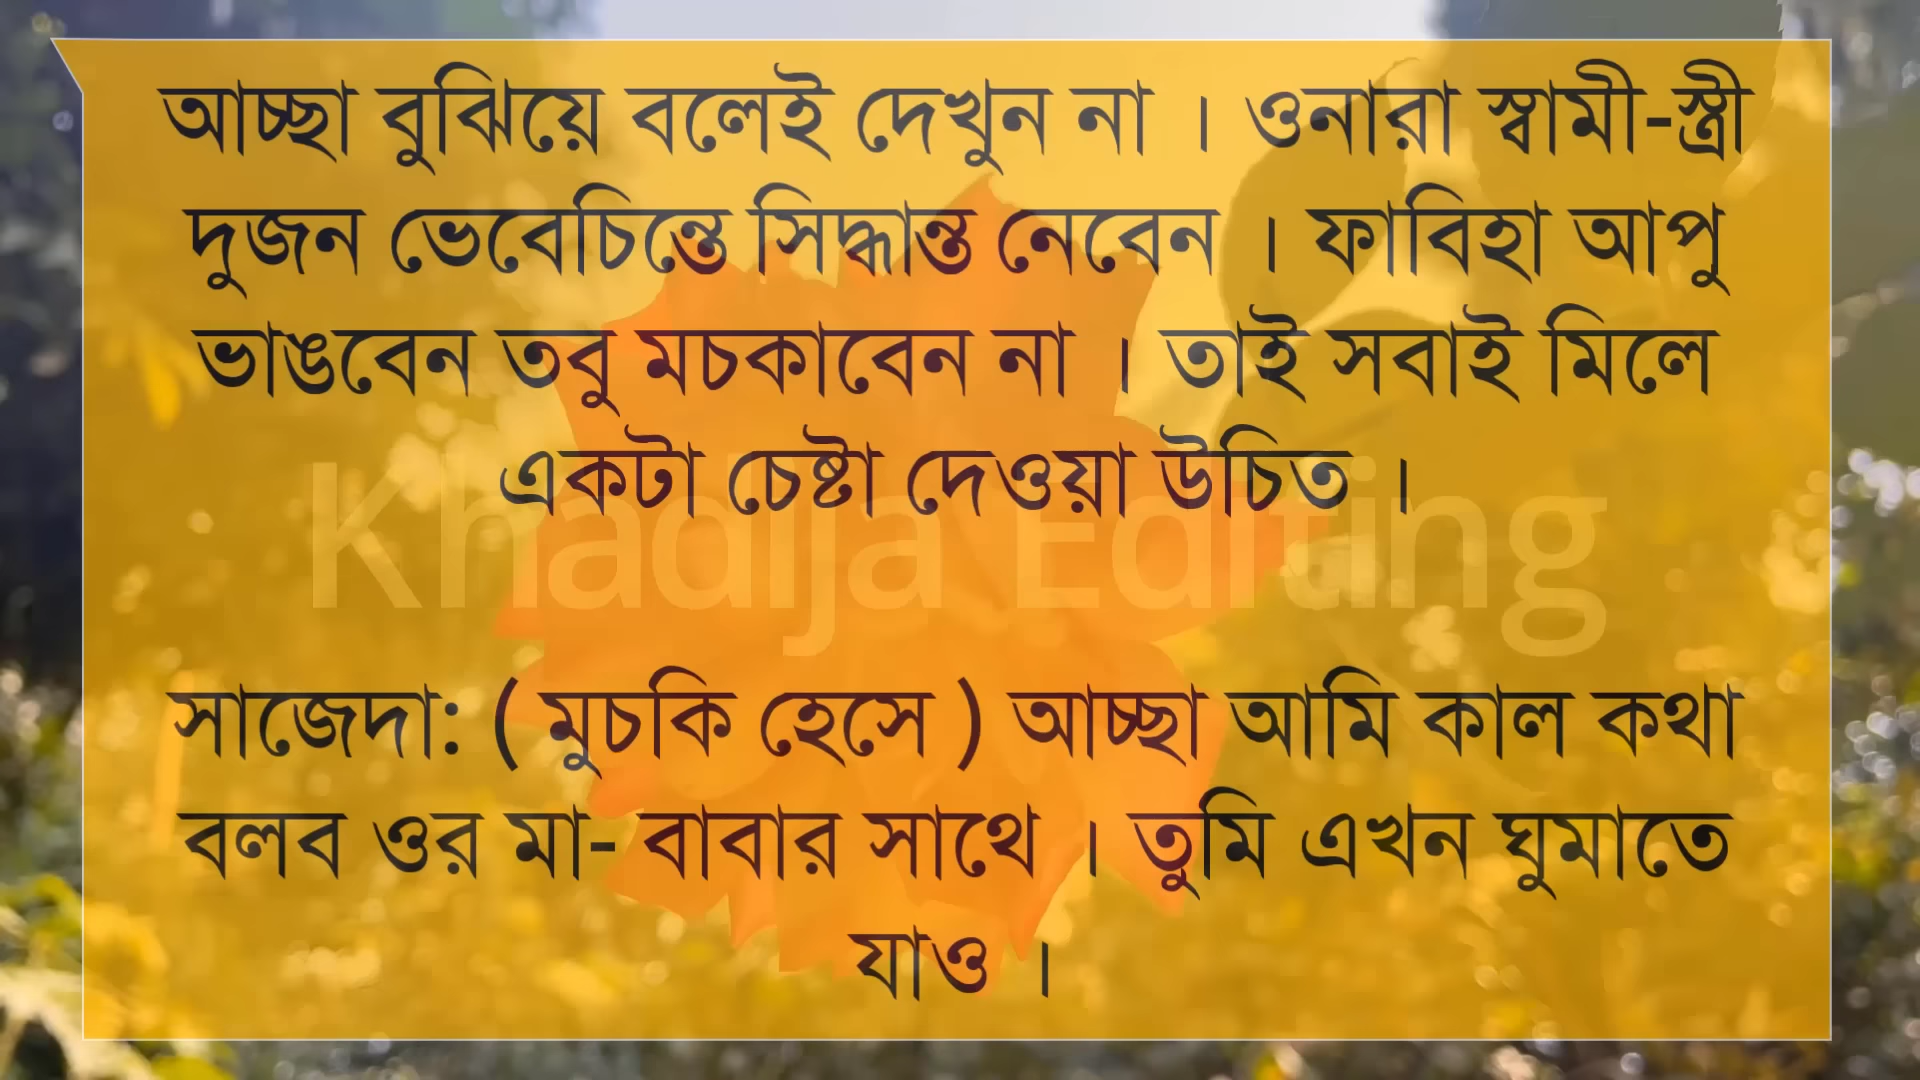 আচ্ছা বুঝিয়ে বলেই দেখুন না । ওনারা স্বামী-স্ত্রী
দুজন ভেবেচিন্তে সিদ্ধান্ত নেবেন । ফাবিহা আপু
ভাঙবেন তবু মচকাবেন না । তাই সবাই মিলে
একটা চেষ্টা দেওয়া উচিত ।
Khadija Editing
সাজেদা: ( মুচকি হেসে ) আচ্ছা আমি কাল কথা
বলব ওর মা- বাবার সাথে । তুমি এখন ঘুমাতে
যাও ।